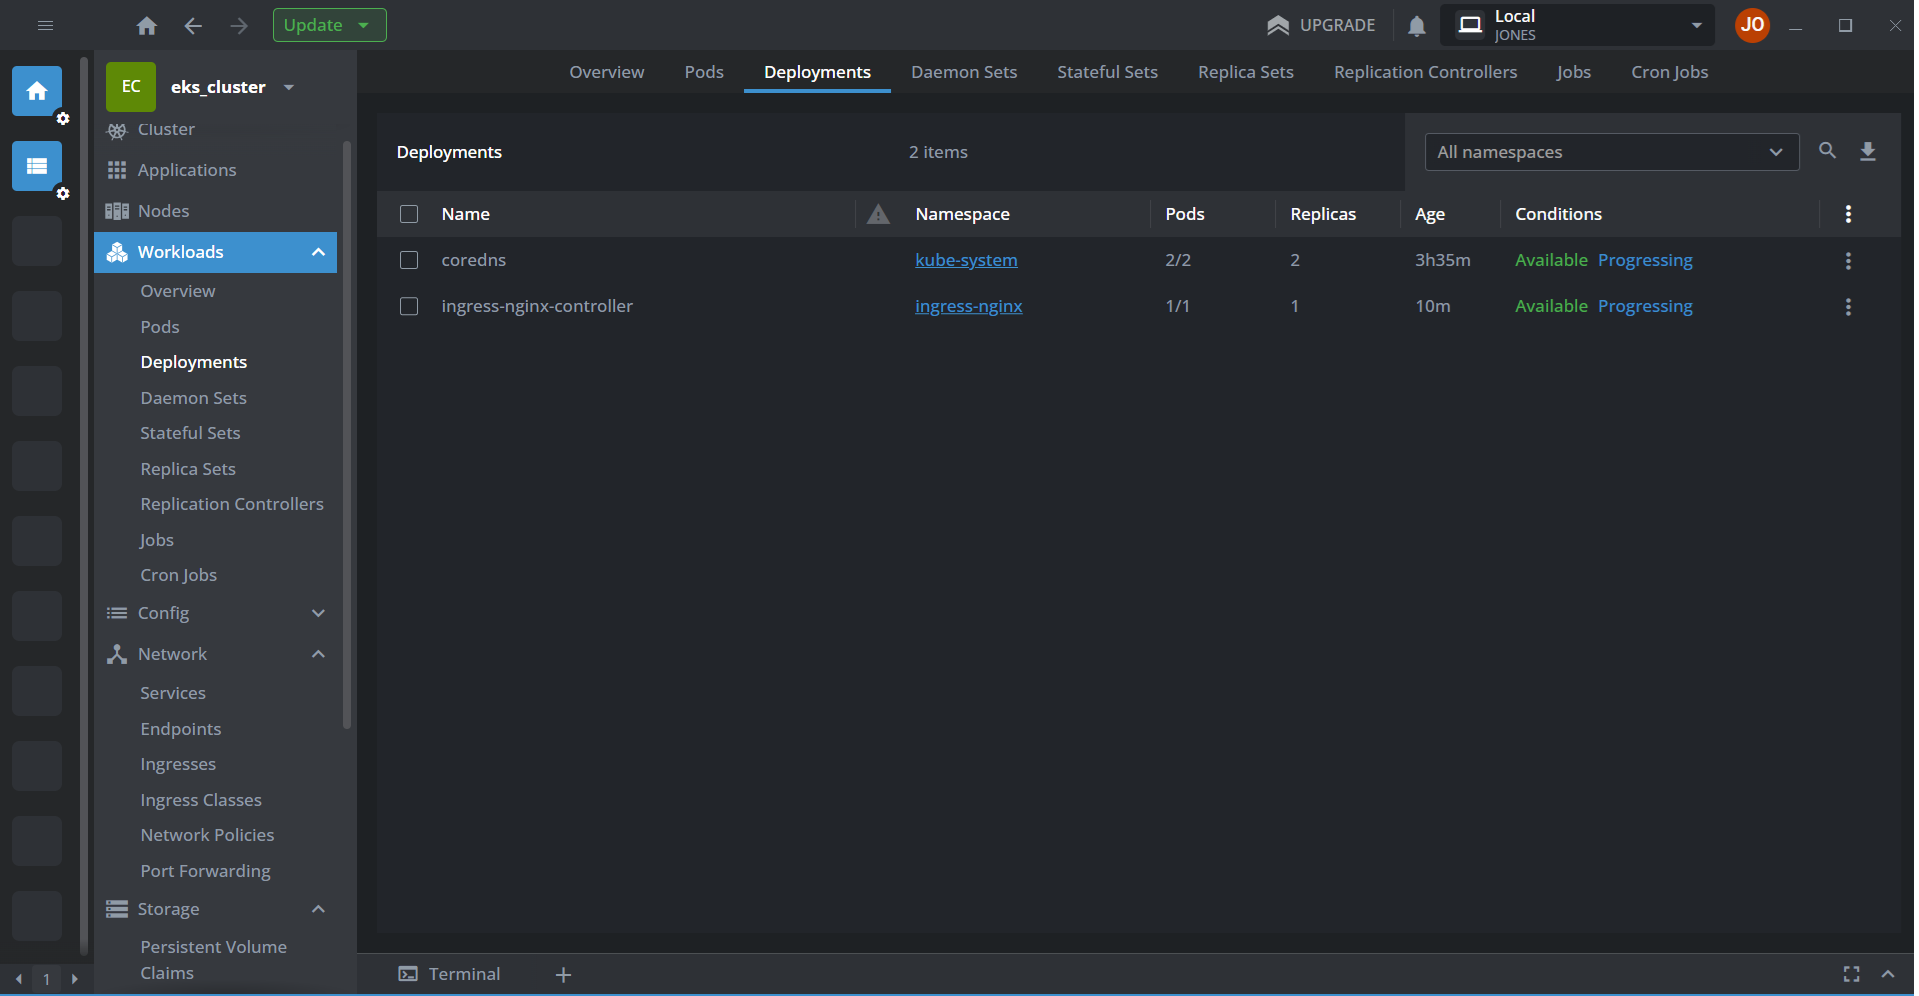 Update
UPGRADE
Local
JONES
JO
EC
eks_cluster
Cluster
Applications
Nodes
Workloads
Overview
Pods
Deployments
Daemon Sets
Stateful Sets
Replica Sets
Replication Controllers
Jobs
Cron Jobs
Config
Network
Services
Endpoints
Ingresses
Ingress Classes
Network Policies
Port Forwarding
Storage
Persistent Volume
Claims
1
Overview Pods Deployments Daemon Sets Stateful Sets Replica Sets Replication Controllers Jobs Cron Jobs
Deployments 2 items All namespaces
Name Namespace Pods Replicas Age Conditions
coredns kube-system 2/2 2 3h35m Available Progressing
ingress-nginx-controller ingress-nginx 1/1 1 10m Available Progressing
Terminal